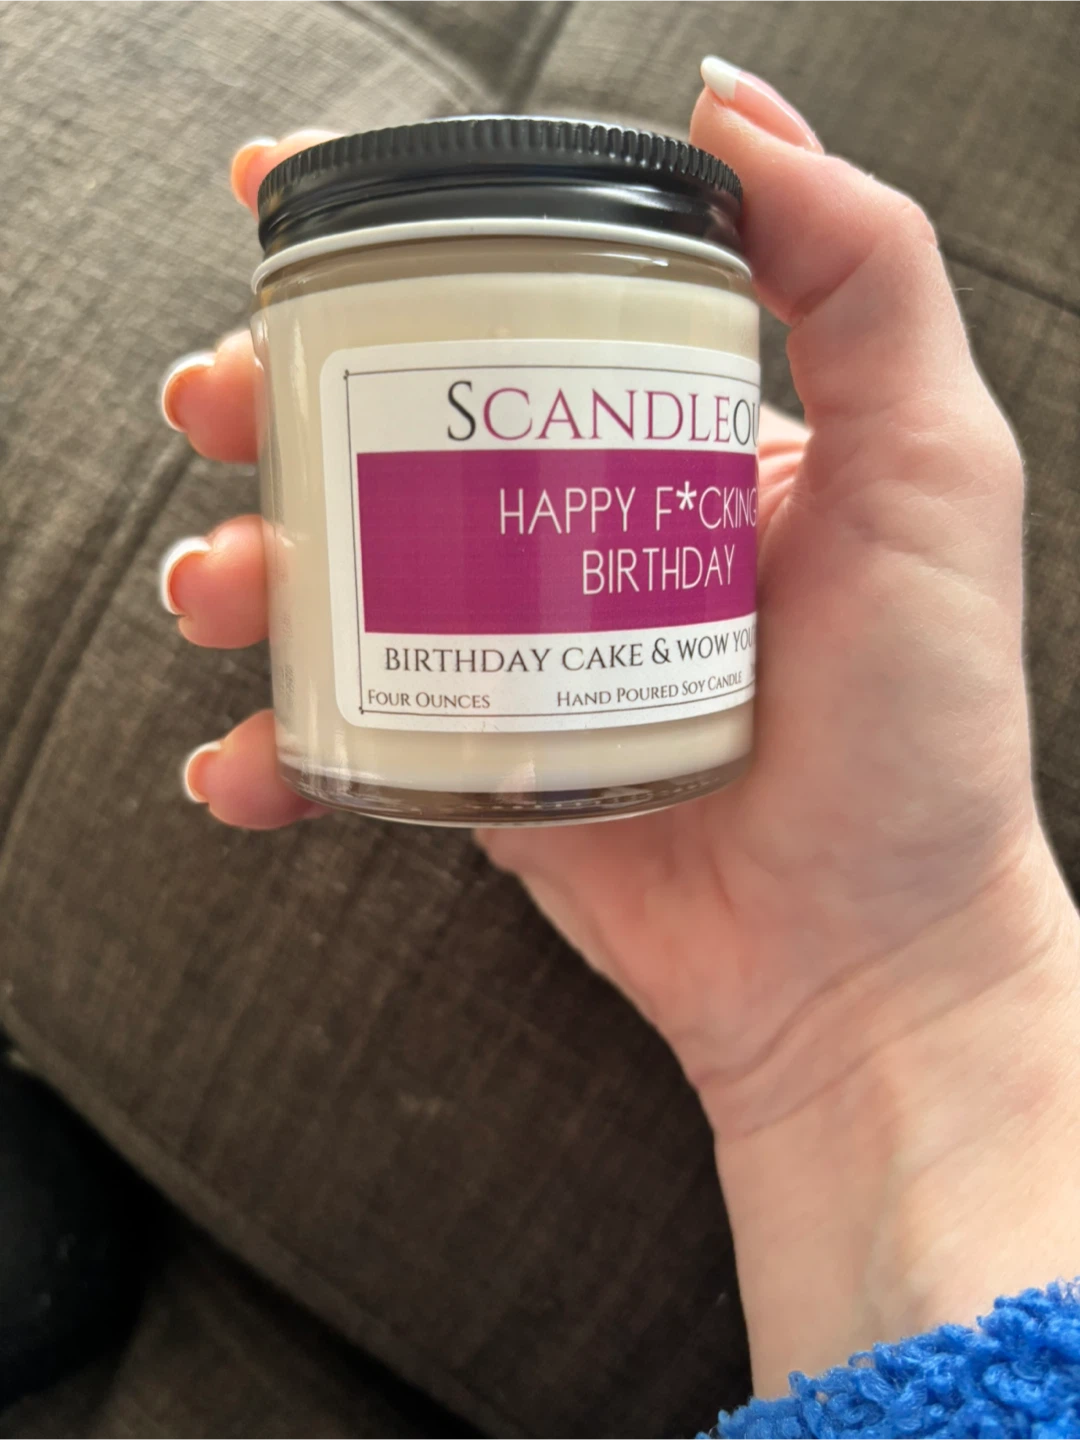 SCANDLEOU
HAPPY F*CKING
BIRTHDAY
BIRTHDAY CAKE & WOW YOU
FOUR OUNCES HAND POURED SOY CANDLE